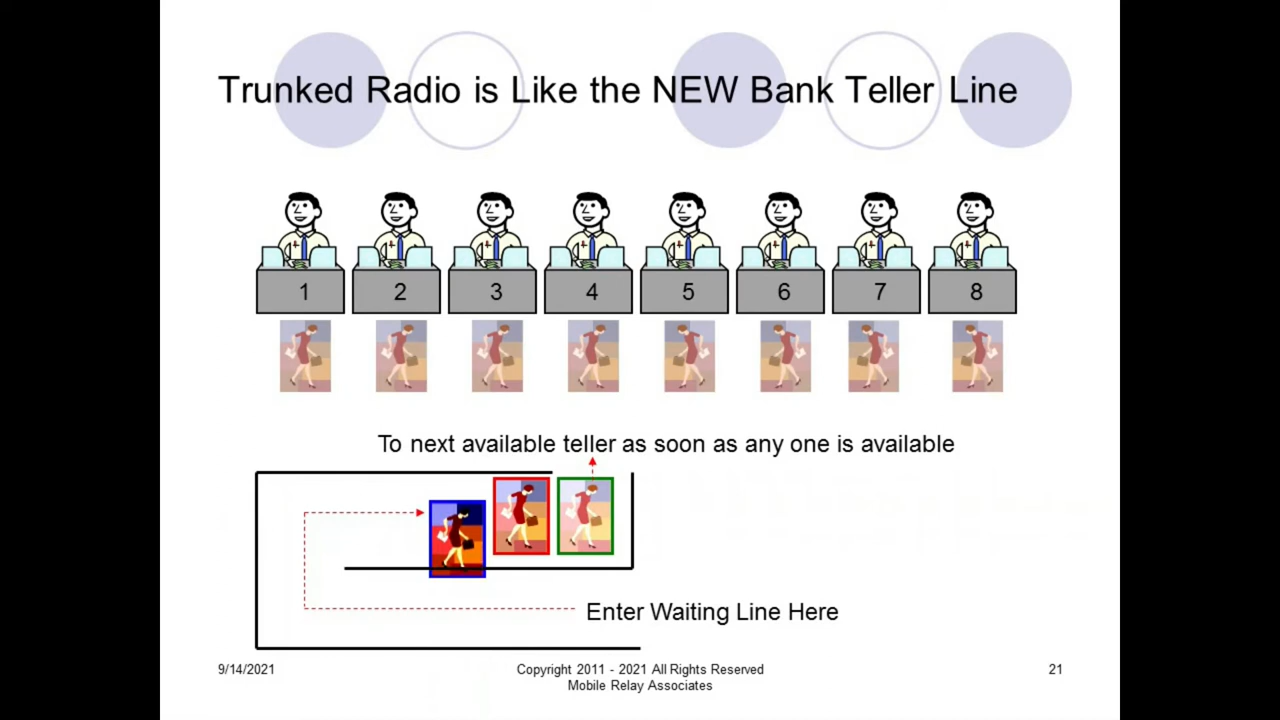 Trunked Radio is Like the NEW Bank Teller Line
1 2 3 4 5 6 7 8
To next available teller as soon as any one is available
Enter Waiting Line Here
9/14/2021
Copyright 2011 - 2021 All Rights Reserved
Mobile Relay Associates
21